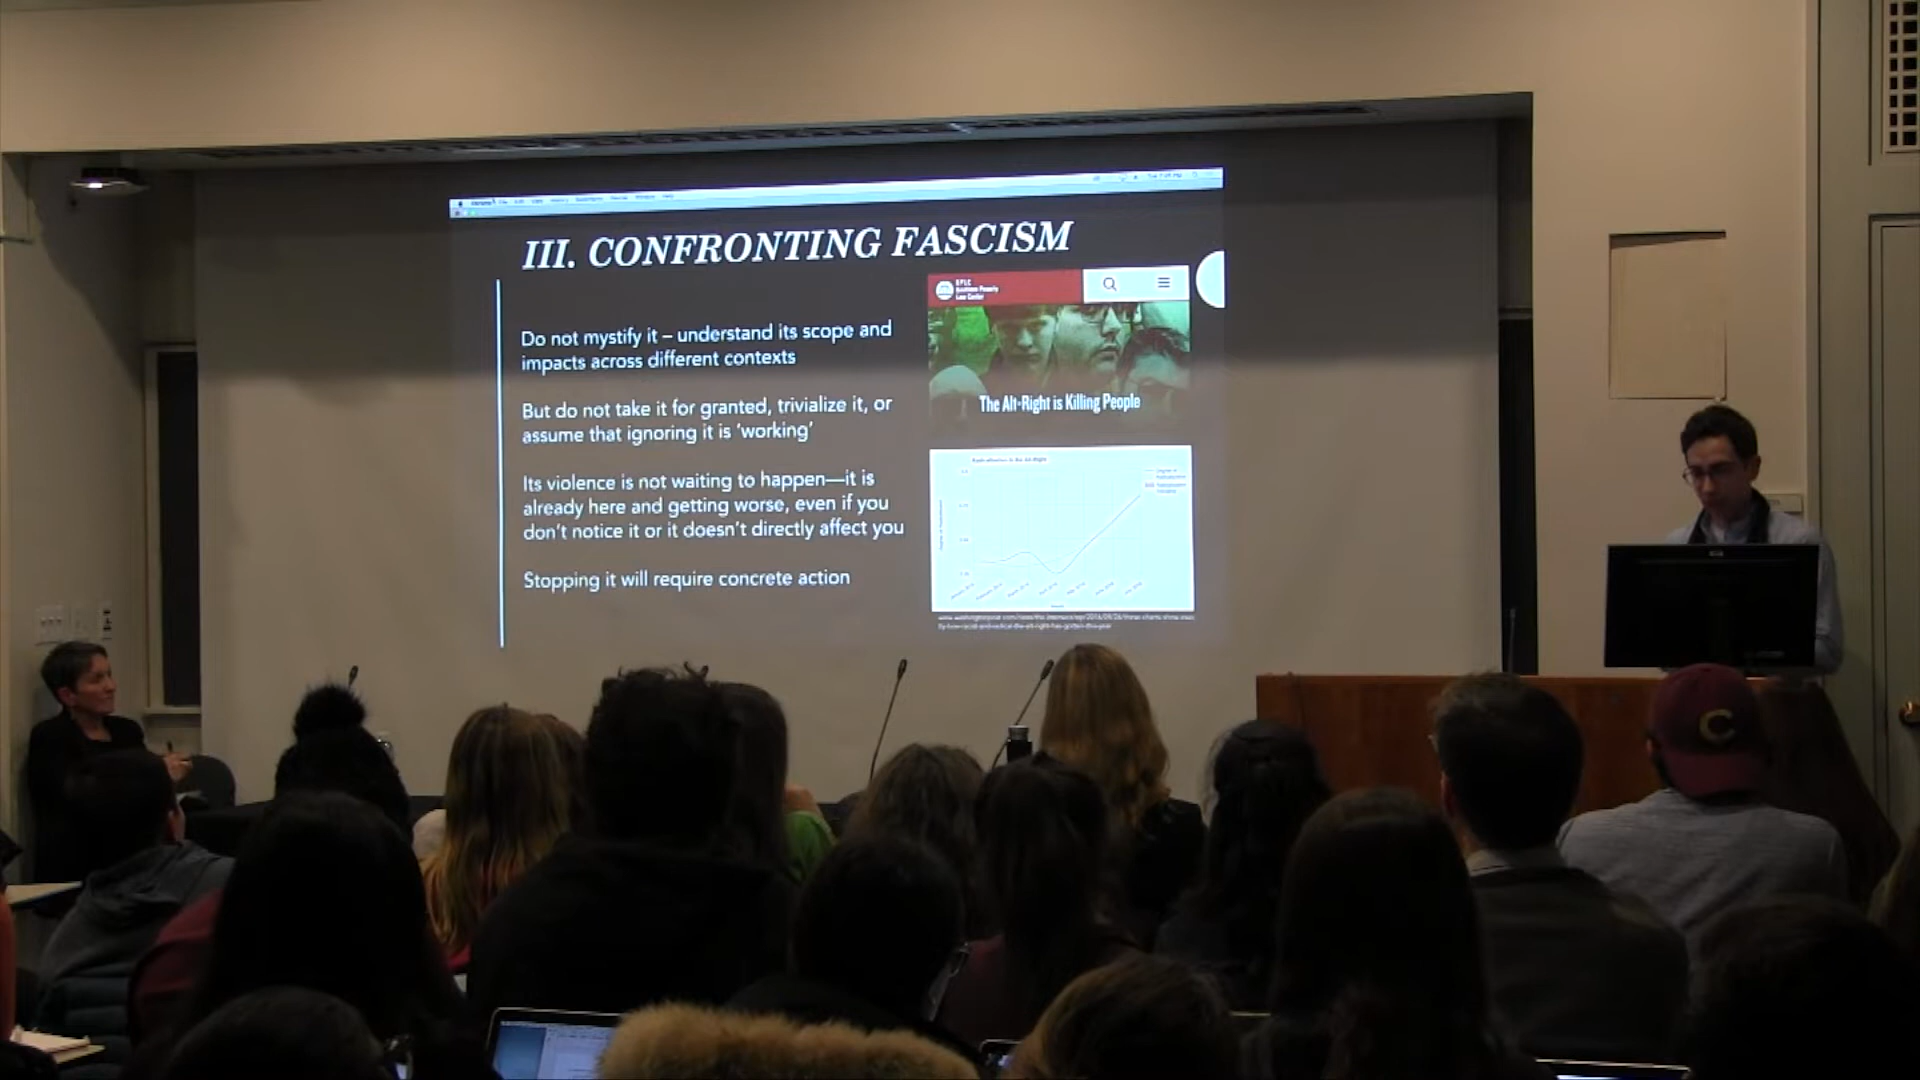 III. CONFRONTING FASCISM
Do not mystify it – understand its scope and
impacts across different contexts
But do not take it for granted, trivialize it, or
assume that ignoring it is 'working'
Its violence is not waiting to happen—it is
already here and getting worse, even if you
don't notice it or it doesn't directly affect you
Stopping it will require concrete action
SPLC
Southern Poverty
Law Center
The Alt-Right is Killing People
C